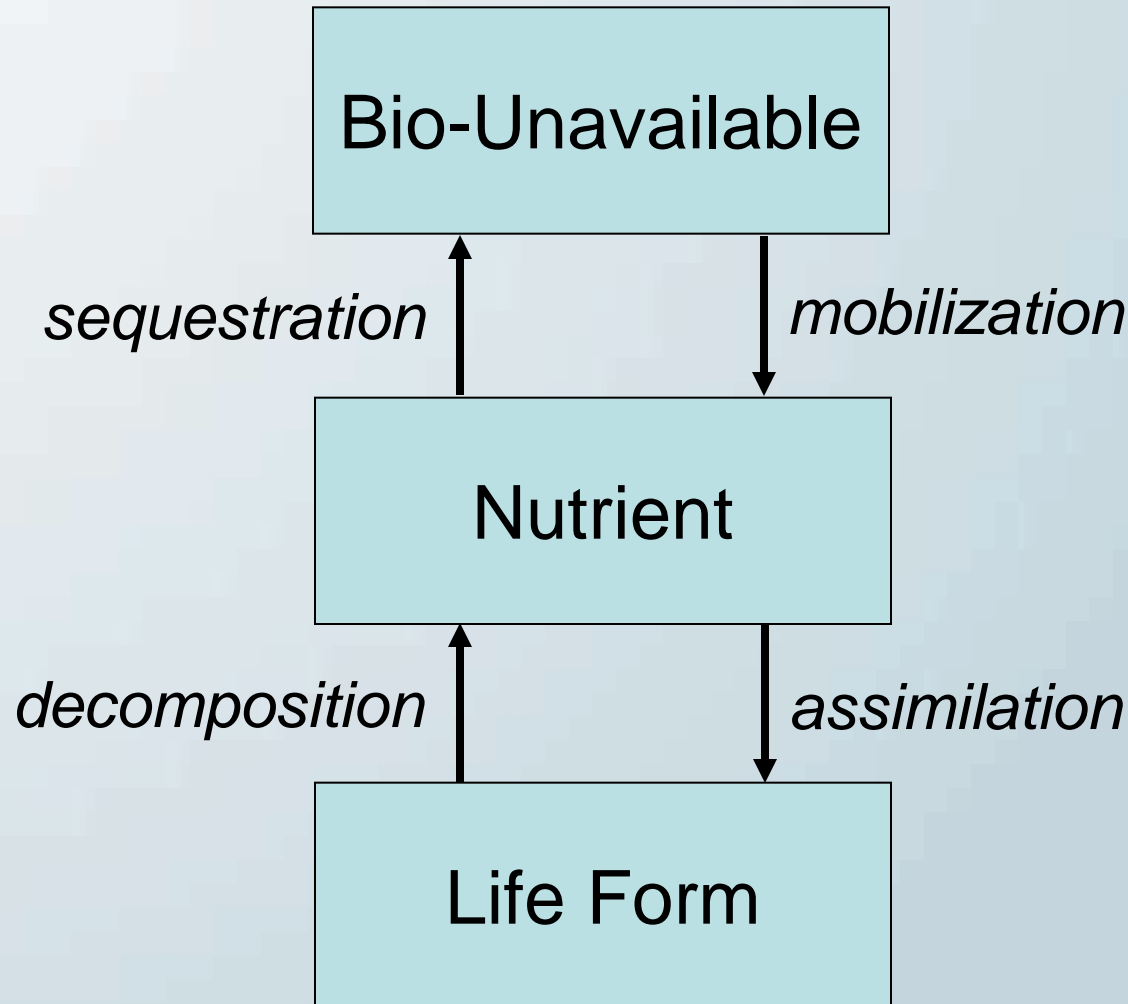 Bio-Unavailable
sequestration
mobilization
Nutrient
decomposition
assimilation
Life Form